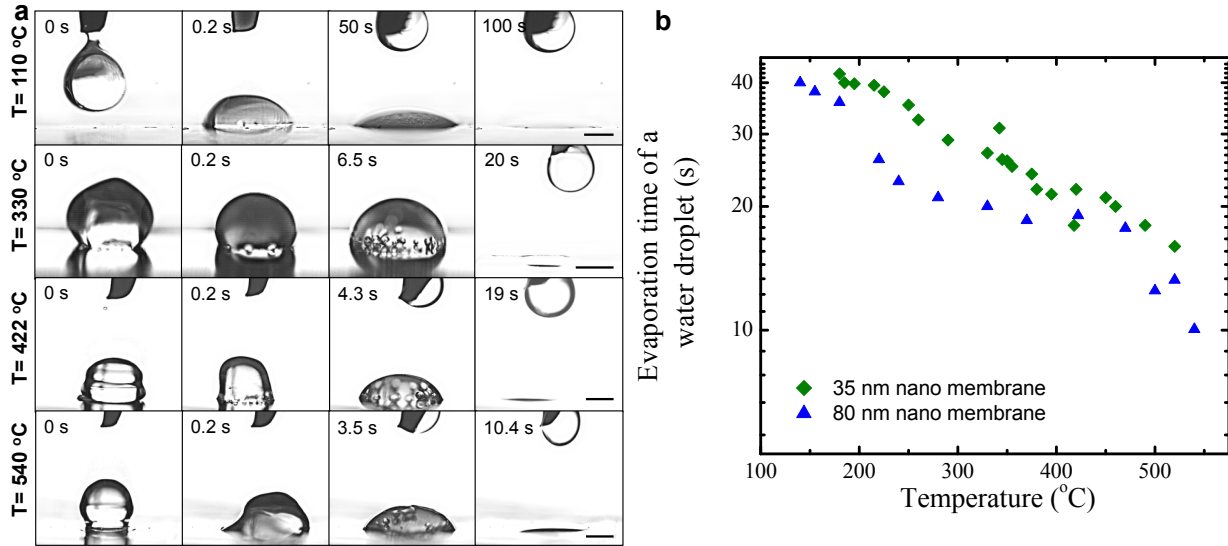 a
T= 110 °C
0 s
0.2 s
50 s
100 s
T= 330 °C
0 s
0.2 s
6.5 s
20 s
T= 422 °C
0 s
0.2 s
4.3 s
19 s
T= 540 °C
0 s
0.2 s
3.5 s
10.4 s
b
Evaporation time of a
water droplet (s)
40
30
20
10
35 nm nano membrane
80 nm nano membrane
100
200
300
400
500
Temperature (°C)